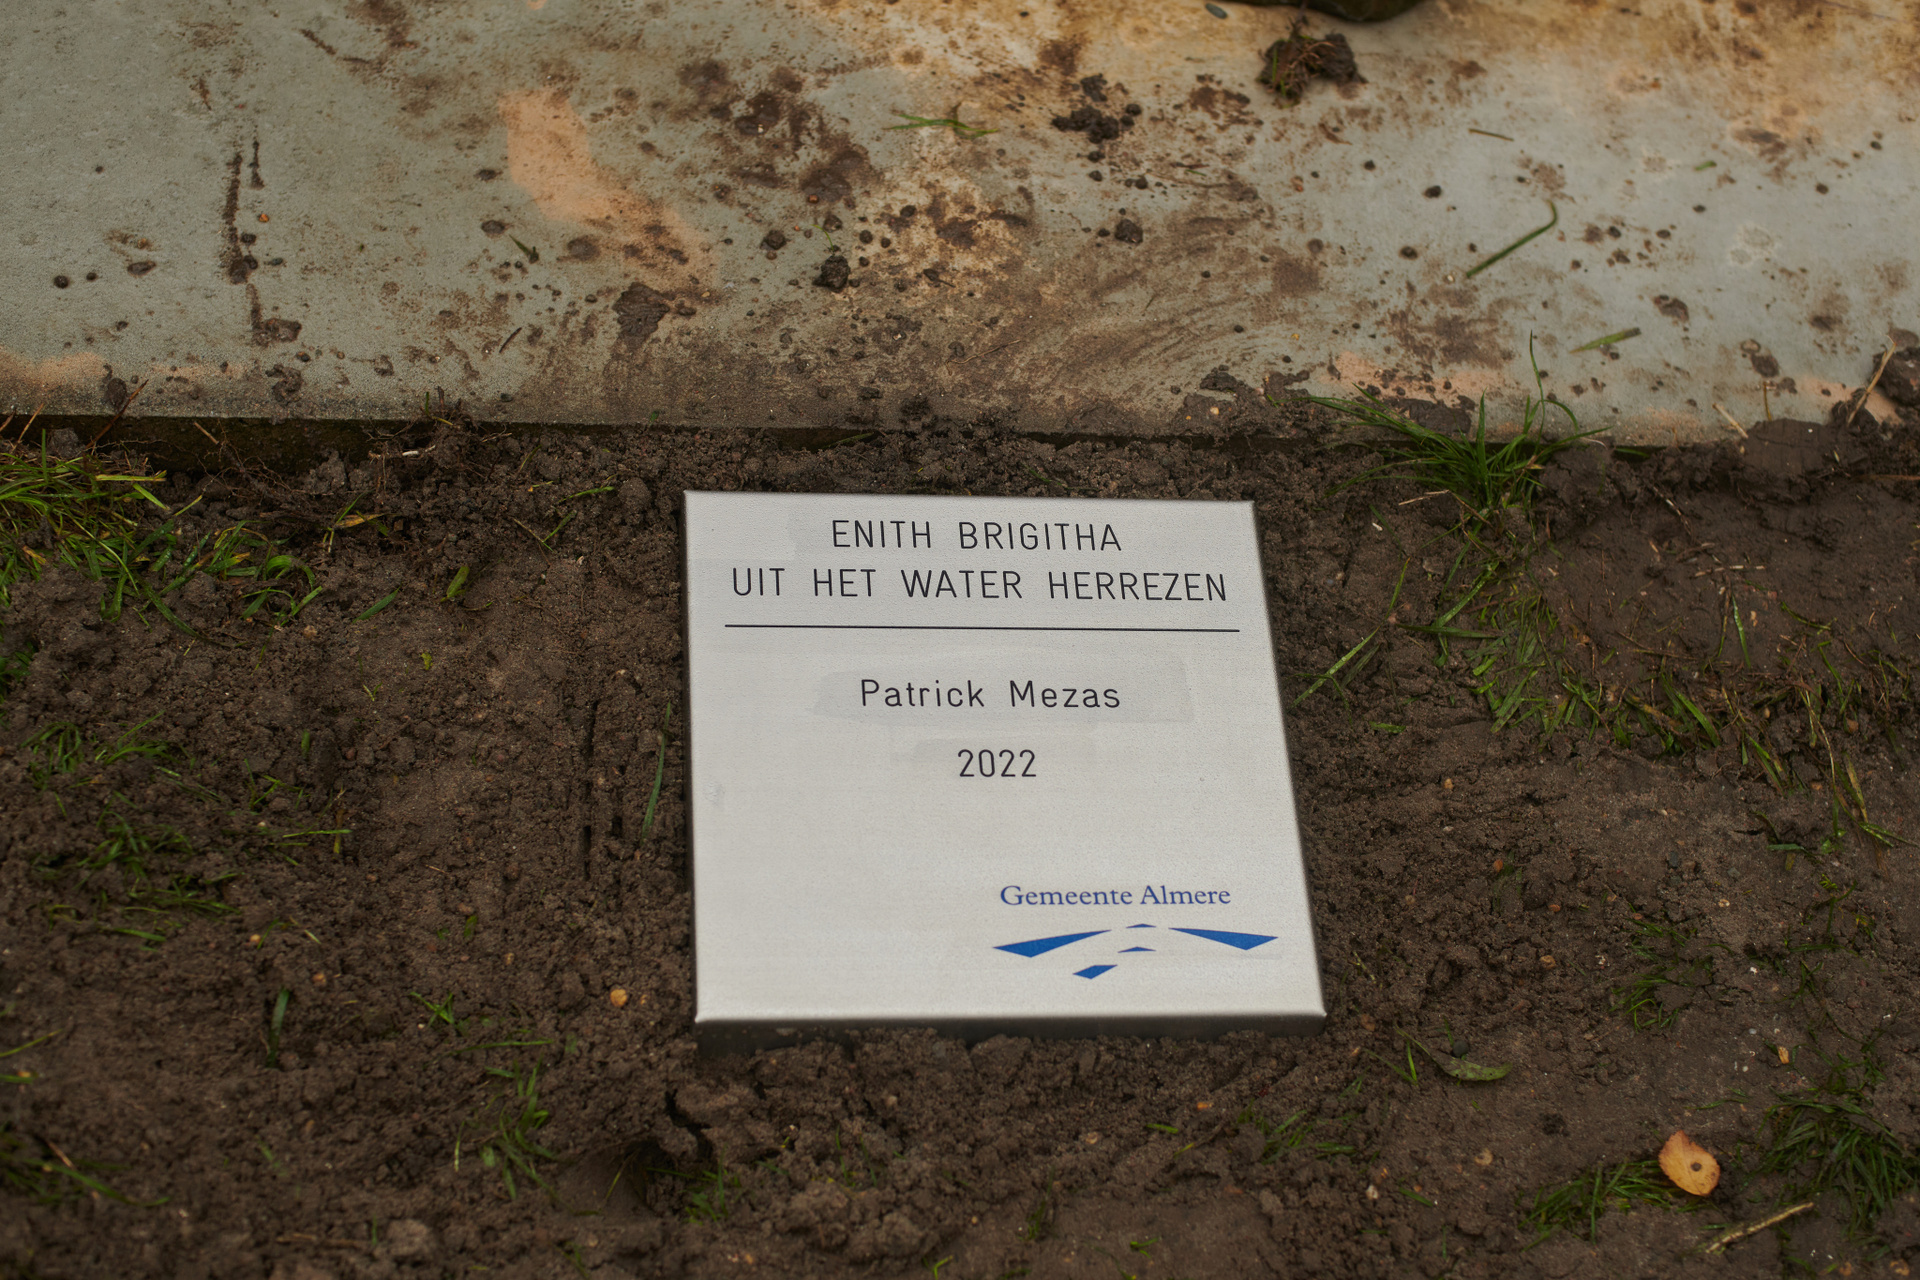 ENITH BRIGITHA
UIT HET WATER HERREZEN
Patrick Mezas
2022
Gemeente Almere